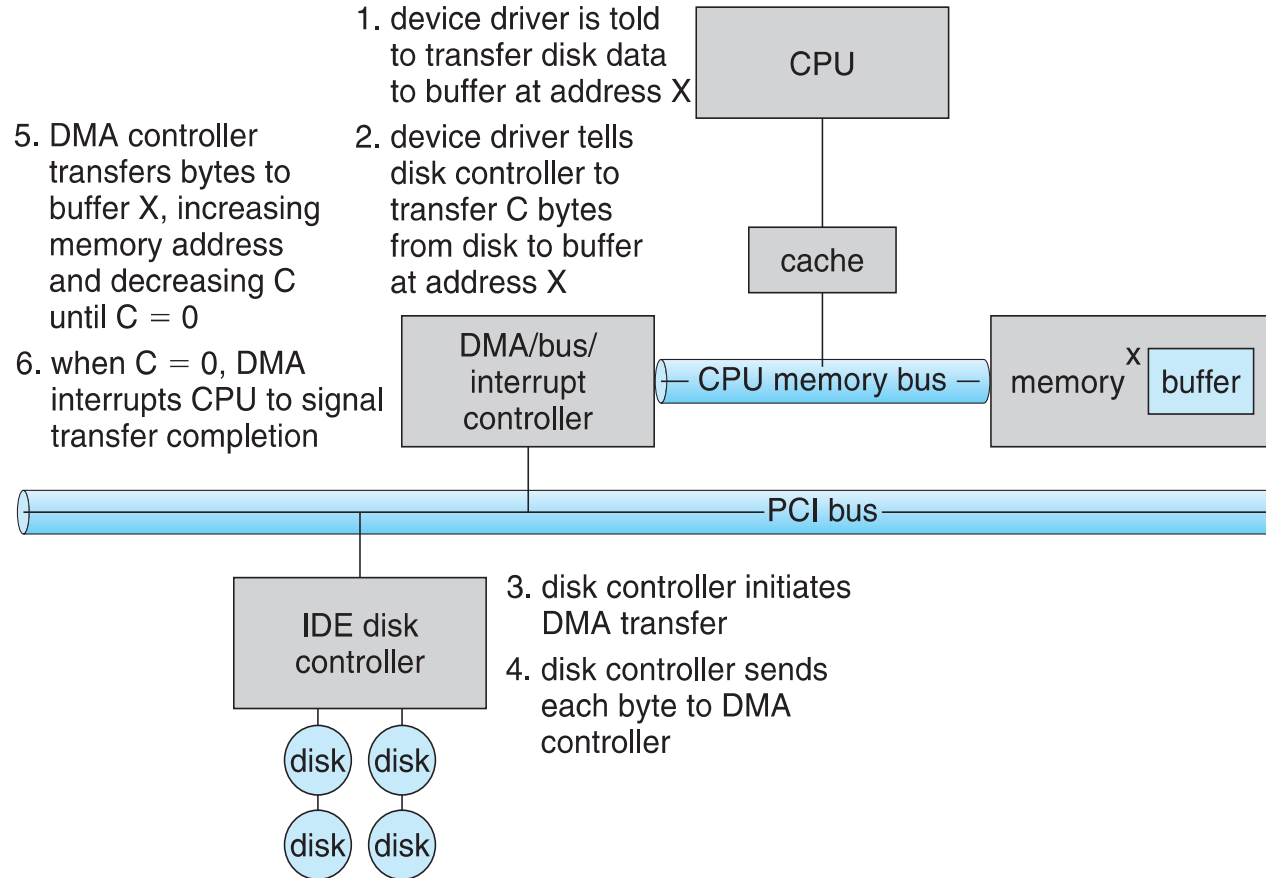 1. device driver is told
to transfer disk data
to buffer at address X
CPU
5. DMA controller
transfers bytes to
buffer X, increasing
memory address
and decreasing C
until C = 0
2. device driver tells
disk controller to
transfer C bytes
from disk to buffer
at address X
cache
6. when C = 0, DMA
interrupts CPU to signal
transfer completion
DMA/bus/
interrupt
controller
CPU memory bus
memory
x
buffer
PCI bus
IDE disk
controller
3. disk controller initiates
DMA transfer
4. disk controller sends
each byte to DMA
controller
disk
disk
disk
disk